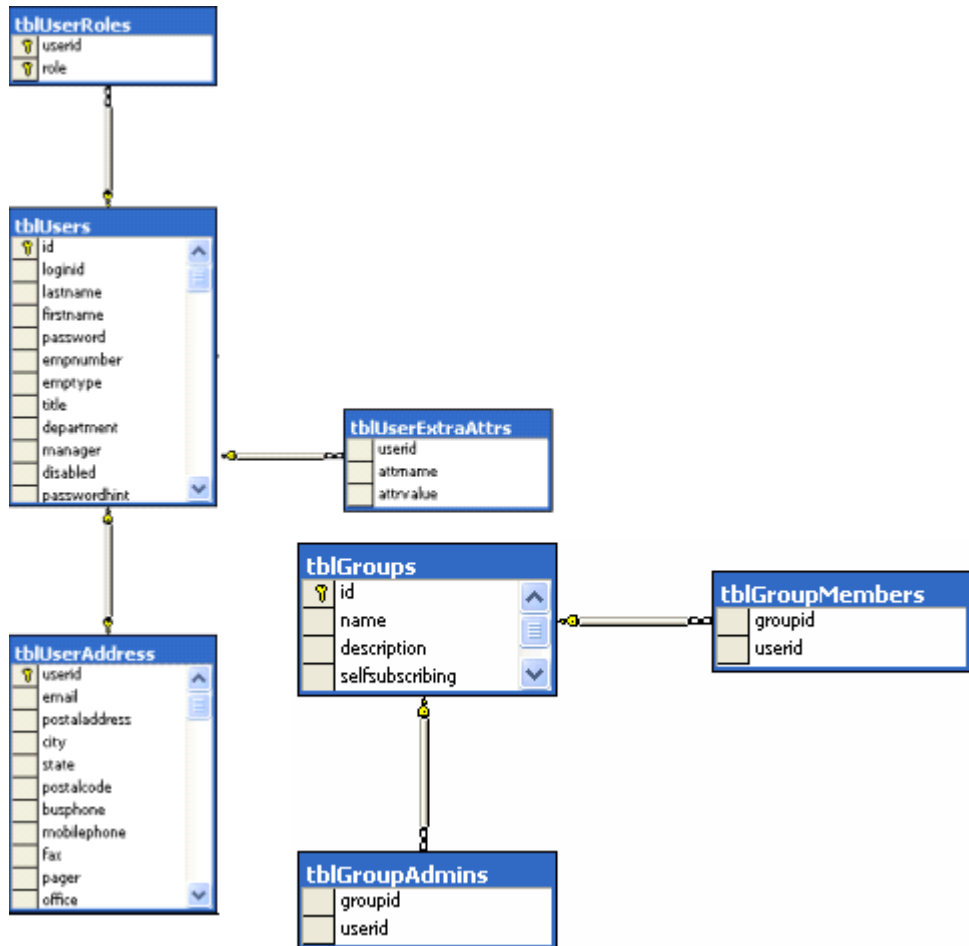 tblUserRoles
userid
role
tblUsers
id
loginid
lastname
firstname
password
empnumber
emptype
title
department
manager
disabled
passwordhint
tblUserExtraAttrs
userid
attrname
attrvalue
tblUserAddress
userid
email
postaladdress
city
state
postalcode
busphone
mobilephone
fax
pager
office
tblGroups
id
name
description
selfsubscribing
tblGroupMembers
groupid
userid
tblGroupAdmins
groupid
userid